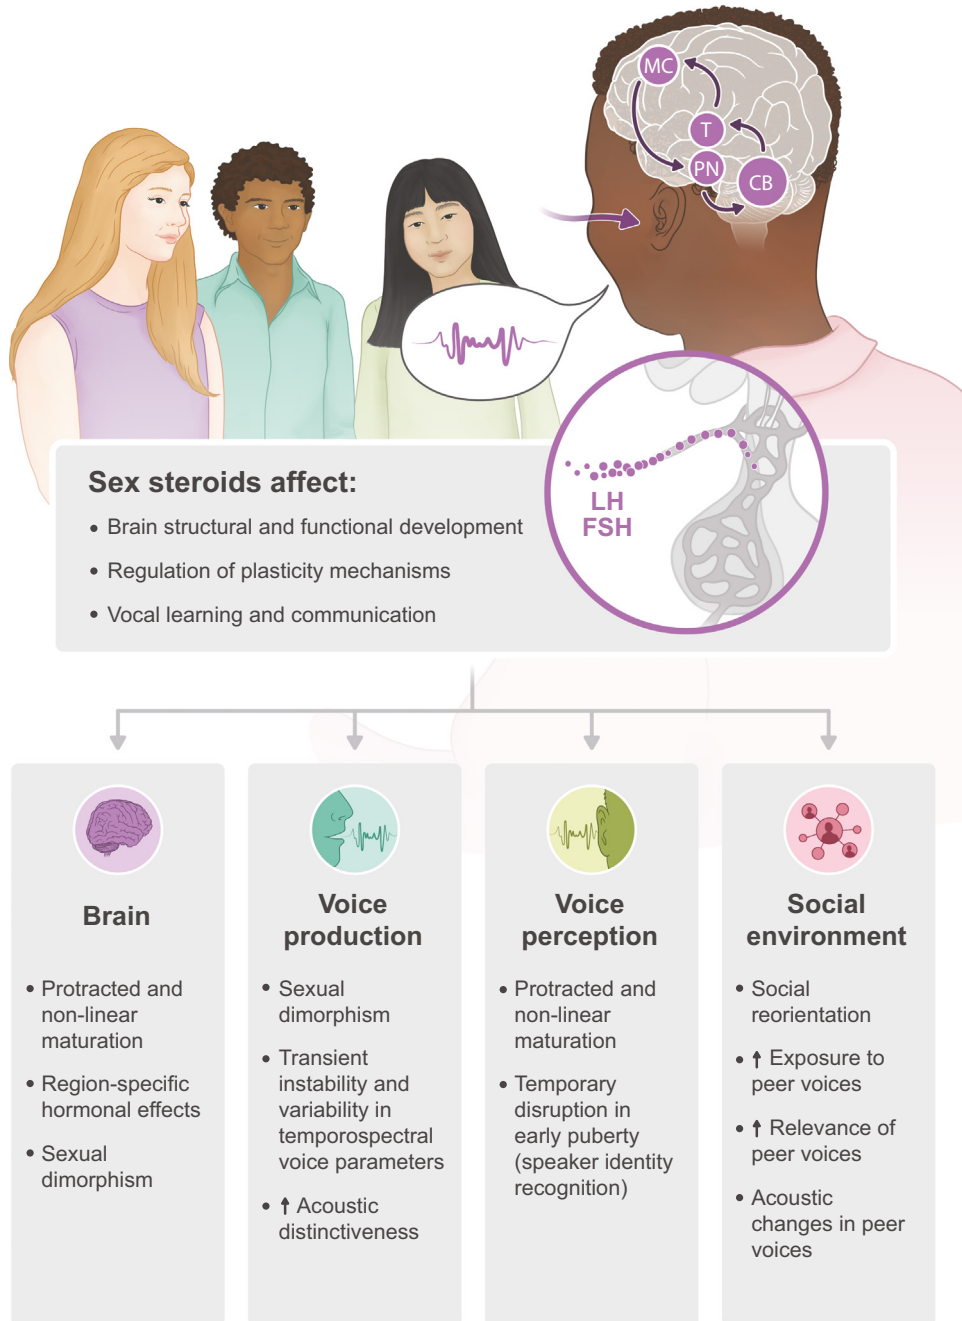 MC
T
PN
CB
Sex steroids affect:
• Brain structural and functional development
• Regulation of plasticity mechanisms
• Vocal learning and communication
LH
FSH
Brain
• Protracted and
non-linear
maturation
• Region-specific
hormonal effects
• Sexual
dimorphism
Voice
production
• Sexual
dimorphism
• Transient
instability and
variability in
temporospectral
voice parameters
• ↑ Acoustic
distinctiveness
Voice
perception
• Protracted and
non-linear
maturation
• Temporary
disruption in
early puberty
(speaker identity
recognition)
Social
environment
• Social
reorientation
• ↑ Exposure to
peer voices
• ↑ Relevance of
peer voices
• Acoustic
changes in peer
voices